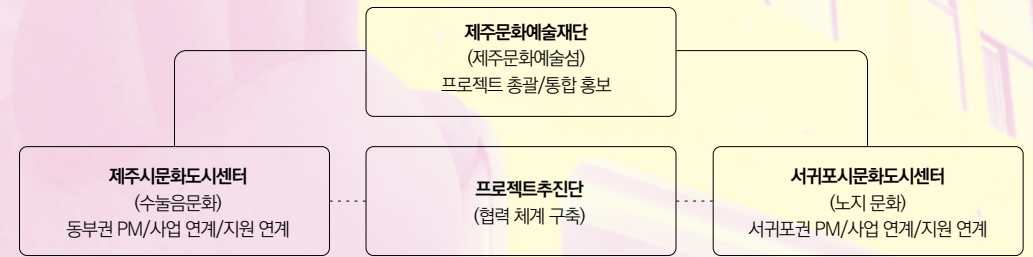 제주문화예술재단
(제주문화예술섬)
프로젝트 총괄/통합 홍보
제주시문화도시센터
(수눌음문화)
동부권 PM/사업 연계/지원 연계
프로젝트추진단
(협력 체계 구축)
서귀포시문화도시센터
(노지 문화)
서귀포권 PM/사업 연계/지원 연계